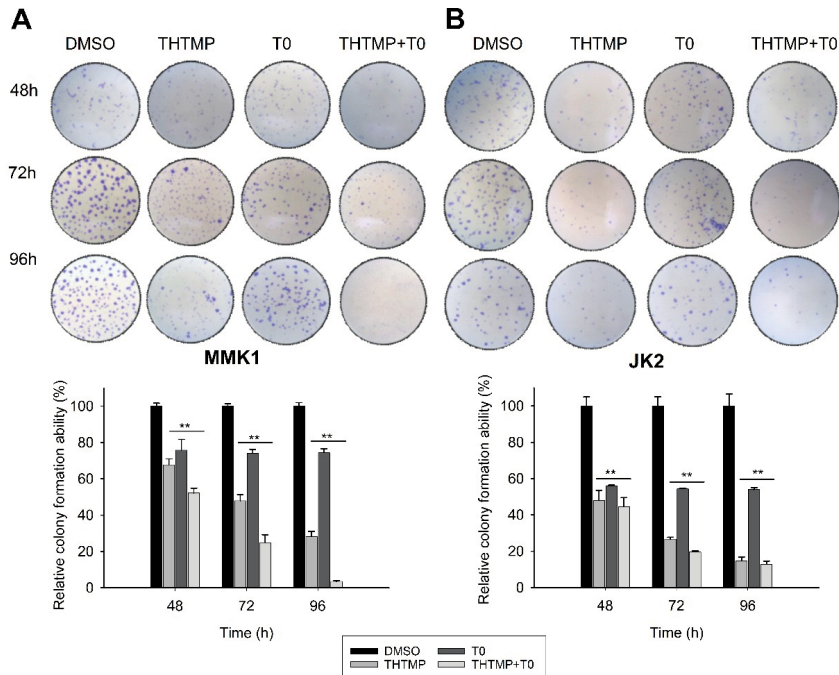 A B
DMSO THTMP T0 THTMP+T0 DMSO THTMP T0 THTMP+T0
48h
72h
96h
MMK1 JK2
Relative colony formation ability (%)
100
80
60
40
20
0
**
**
**
48 72 96
Time (h)
Relative colony formation ability (%)
100
80
60
40
20
0
**
**
**
48 72 96
Time (h)
DMSO T0
THTMP THTMP+T0